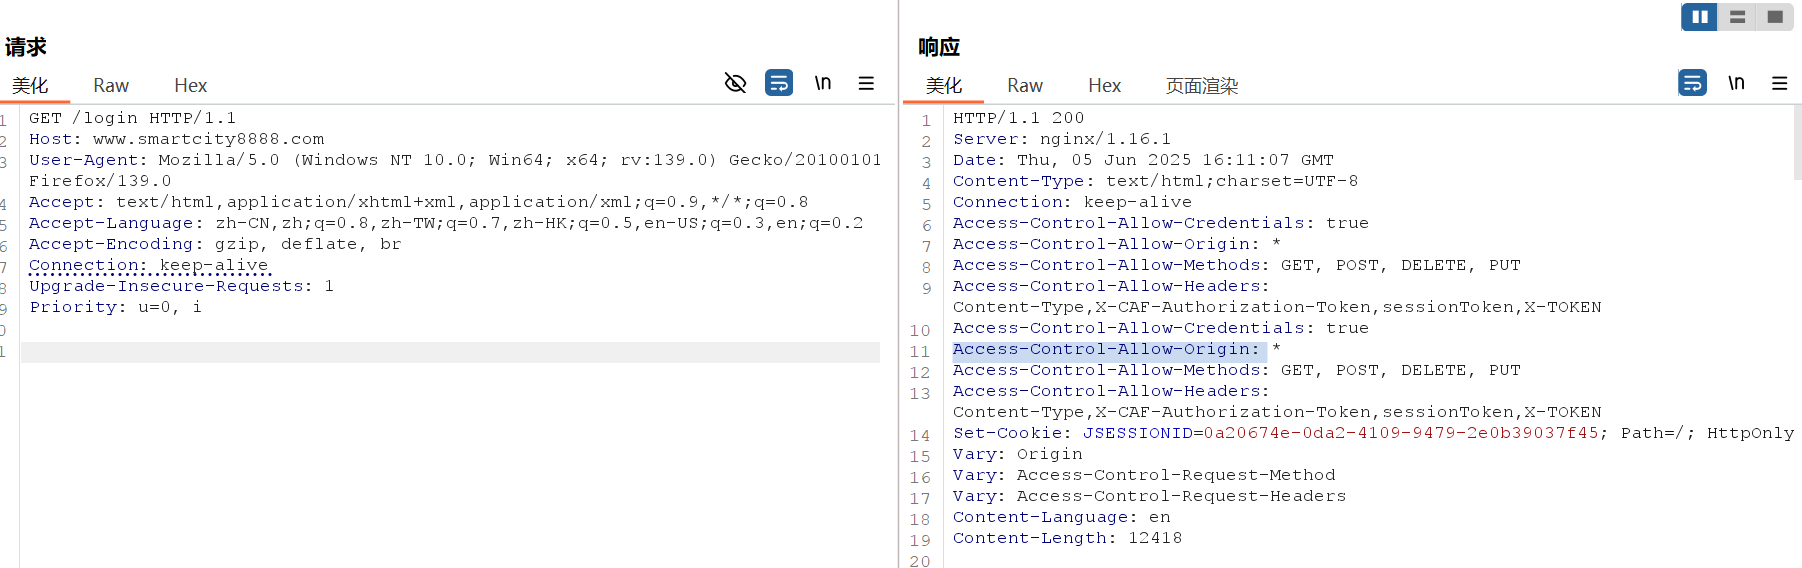 请求
美化 Raw Hex \n
1 GET /login HTTP/1.1
2 Host: www.smartcity8888.com
3 User-Agent: Mozilla/5.0 (Windows NT 10.0; Win64; x64; rv:139.0) Gecko/20100101
Firefox/139.0
4 Accept: text/html,application/xhtml+xml,application/xml;q=0.9,*/*;q=0.8
5 Accept-Language: zh-CN,zh;q=0.8,zh-TW;q=0.7,zh-HK;q=0.5,en-US;q=0.3,en;q=0.2
6 Accept-Encoding: gzip, deflate, br
7 Connection: keep-alive
8 Upgrade-Insecure-Requests: 1
9 Priority: u=0, i
0
1
响应
美化 Raw Hex 页面渲染 \n
1 HTTP/1.1 200
2 Server: nginx/1.16.1
3 Date: Thu, 05 Jun 2025 16:11:07 GMT
4 Content-Type: text/html;charset=UTF-8
5 Connection: keep-alive
6 Access-Control-Allow-Credentials: true
7 Access-Control-Allow-Origin: *
8 Access-Control-Allow-Methods: GET, POST, DELETE, PUT
9 Access-Control-Allow-Headers:
Content-Type,X-CAF-Authorization-Token,sessionToken,X-TOKEN
10 Access-Control-Allow-Credentials: true
11 Access-Control-Allow-Origin: *
12 Access-Control-Allow-Methods: GET, POST, DELETE, PUT
13 Access-Control-Allow-Headers:
Content-Type,X-CAF-Authorization-Token,sessionToken,X-TOKEN
14 Set-Cookie: JSESSIONID=0a20674e-0da2-4109-9479-2e0b39037f45; Path=/; HttpOnly
15 Vary: Origin
16 Vary: Access-Control-Request-Method
17 Vary: Access-Control-Request-Headers
18 Content-Language: en
19 Content-Length: 12418
20